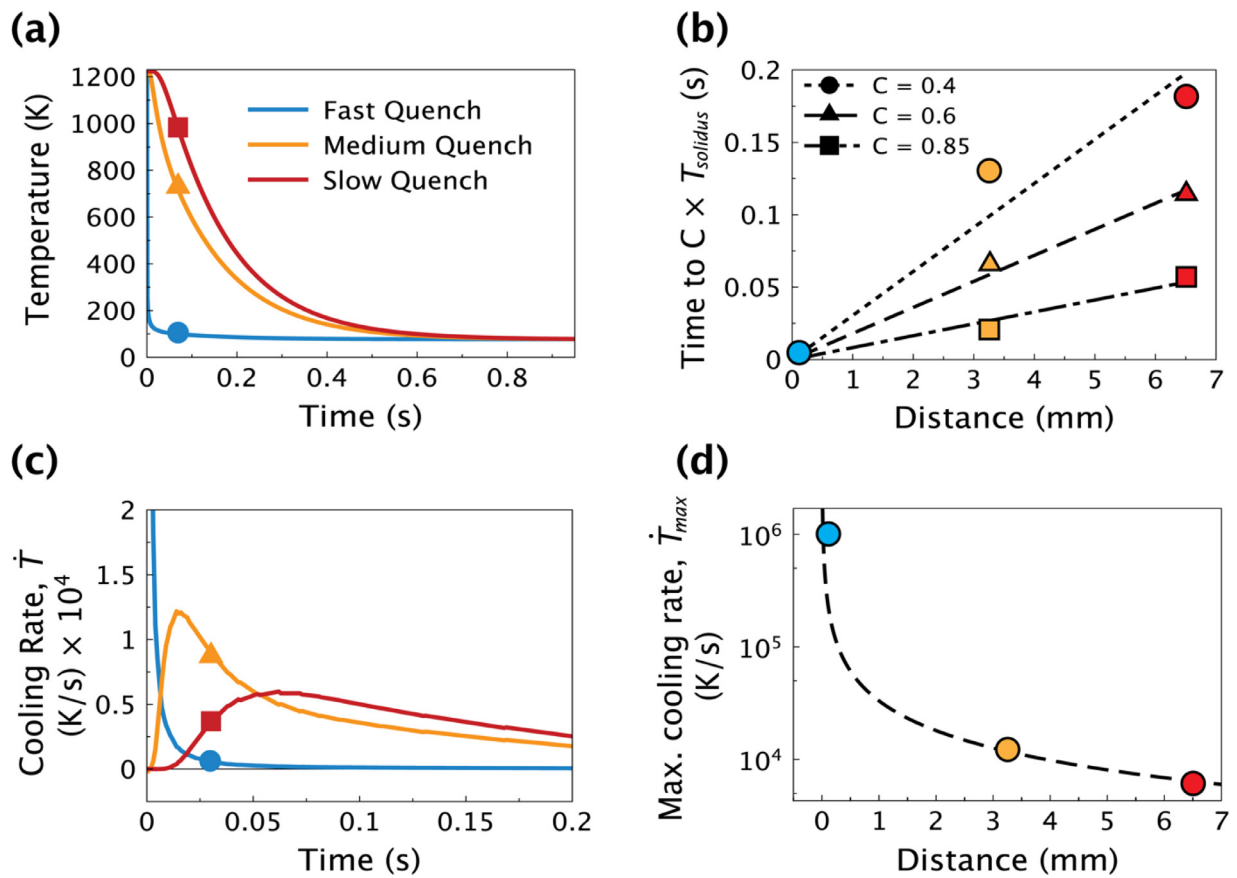 (a)
1200
1000
800
600
400
200
0
Temperature (K)
Fast Quench
Medium Quench
Slow Quench
0 0.2 0.4 0.6 0.8
Time (s)
(b)
0.2
0.15
0.1
0.05
0
Time to C × T_solidus (s)
C = 0.4
C = 0.6
C = 0.85
0 1 2 3 4 5 6 7
Distance (mm)
(c)
2
1.5
1
0.5
0
Cooling Rate, Ṫ
(K/s) × 10⁴
0 0.05 0.1 0.15 0.2
Time (s)
(d)
10⁶
10⁵
10⁴
Max. cooling rate, Ṫ_max
(K/s)
0 1 2 3 4 5 6 7
Distance (mm)